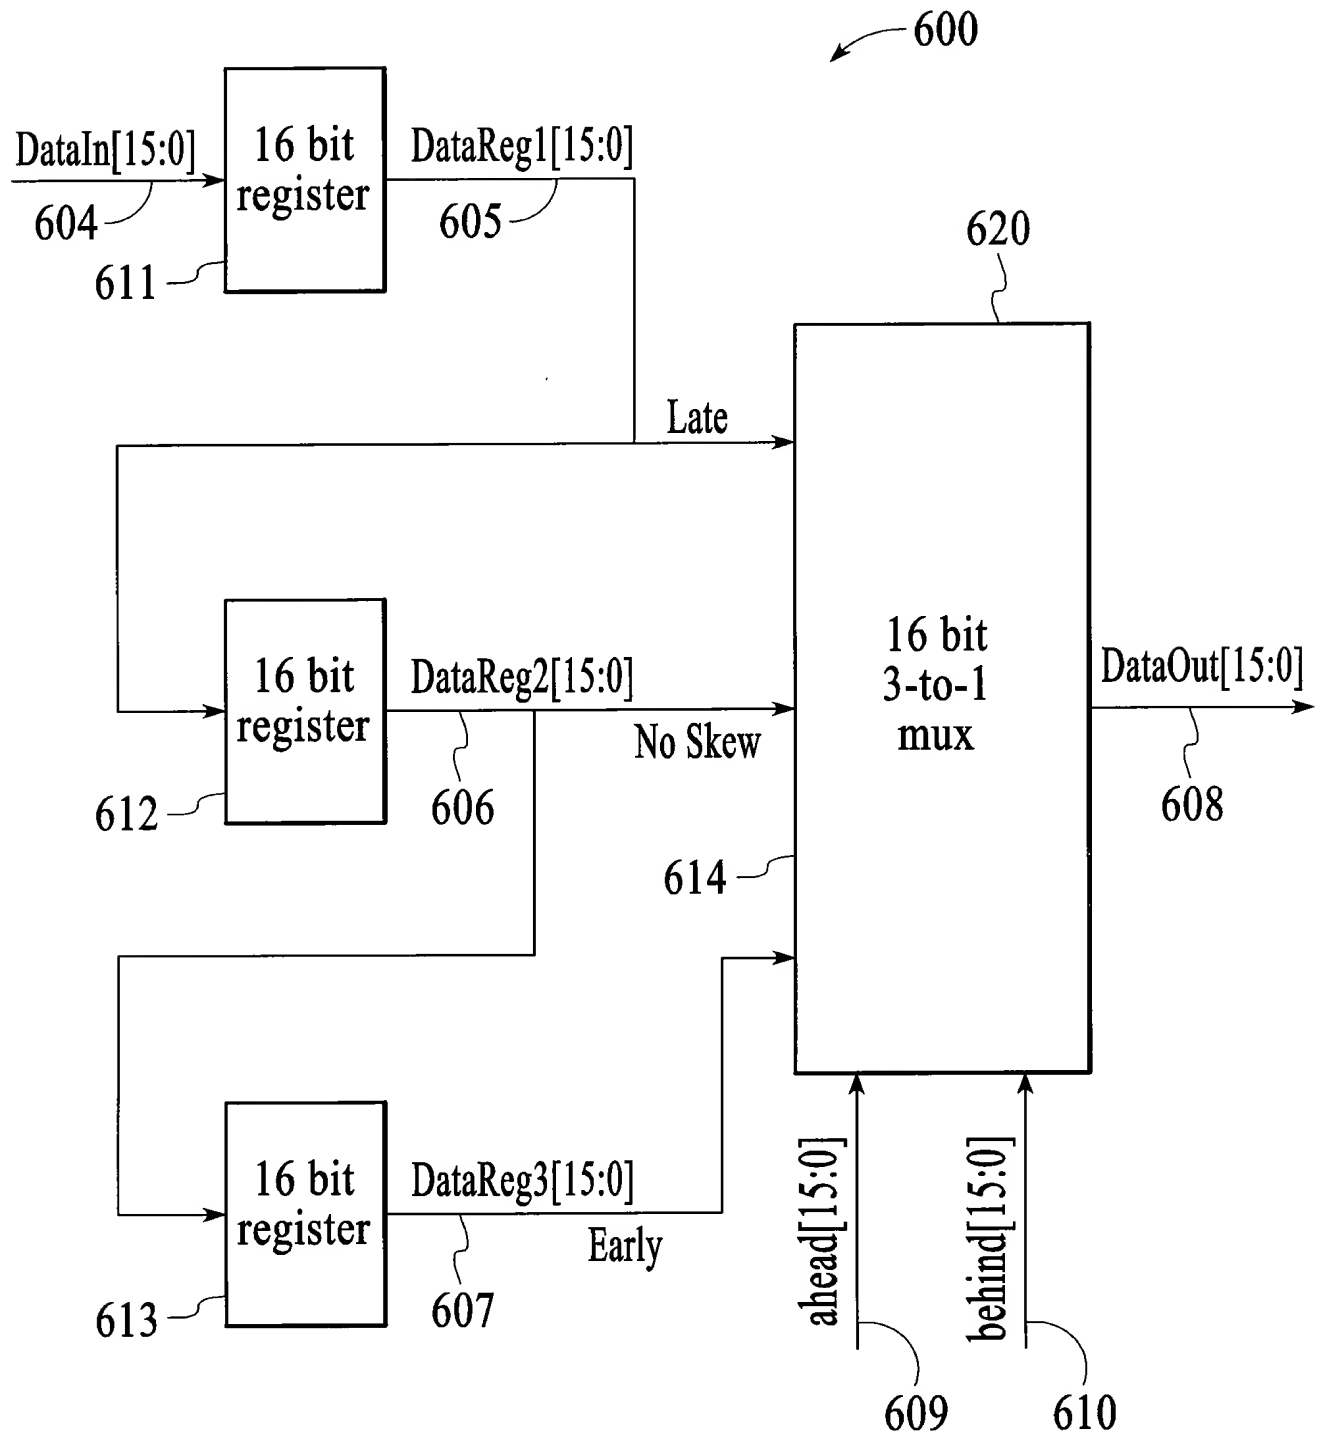 600
DataIn[15:0]
604
16 bit
register
611
DataReg1[15:0]
605
620
Late
16 bit
register
612
DataReg2[15:0]
606
No Skew
614
16 bit
3-to-1
mux
DataOut[15:0]
608
16 bit
register
613
DataReg3[15:0]
607
Early
ahead[15:0]
609
behind[15:0]
610